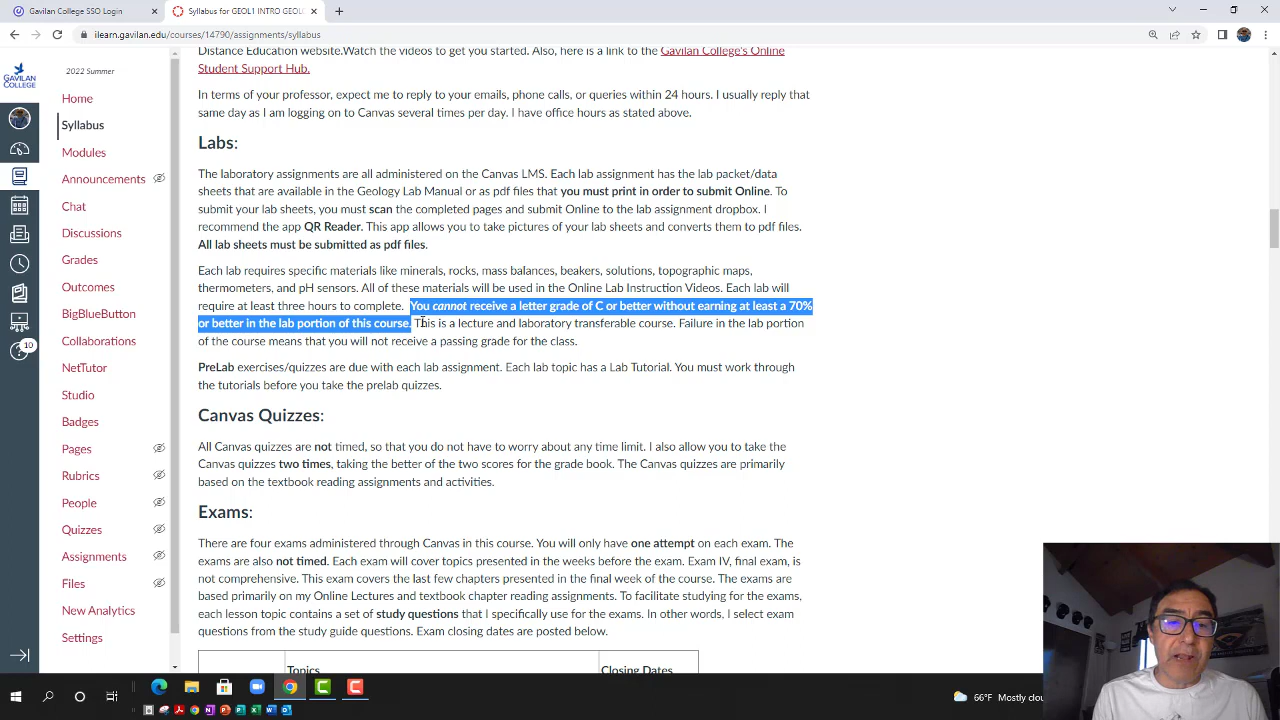 Gavilan College SSO Login
Syllabus for GEOL1 INTRO GEOLO
ilearn.gavilan.edu/courses/14790/assignments/syllabus
GAVILAN
COLLEGE
10
2022 Summer
Home
Syllabus
Modules
Announcements
Chat
Discussions
Grades
Outcomes
BigBlueButton
Collaborations
NetTutor
Studio
Badges
Pages
Rubrics
People
Quizzes
Assignments
Files
New Analytics
Settings
Distance Education website.Watch the videos to get you started. Also, here is a link to the Gavilan College's Online
Student Support Hub.
In terms of your professor, expect me to reply to your emails, phone calls, or queries within 24 hours. I usually reply that
same day as I am logging on to Canvas several times per day. I have office hours as stated above.
Labs:
The laboratory assignments are all administered on the Canvas LMS. Each lab assignment has the lab packet/data
sheets that are available in the Geology Lab Manual or as pdf files that you must print in order to submit Online. To
submit your lab sheets, you must scan the completed pages and submit Online to the lab assignment dropbox. I
recommend the app QR Reader. This app allows you to take pictures of your lab sheets and converts them to pdf files.
All lab sheets must be submitted as pdf files.
Each lab requires specific materials like minerals, rocks, mass balances, beakers, solutions, topographic maps,
thermometers, and pH sensors. All of these materials will be used in the Online Lab Instruction Videos. Each lab will
require at least three hours to complete. You cannot receive a letter grade of C or better without earning at least a 70%
or better in the lab portion of this course. This is a lecture and laboratory transferable course. Failure in the lab portion
of the course means that you will not receive a passing grade for the class.
PreLab exercises/quizzes are due with each lab assignment. Each lab topic has a Lab Tutorial. You must work through
the tutorials before you take the prelab quizzes.
Canvas Quizzes:
All Canvas quizzes are not timed, so that you do not have to worry about any time limit. I also allow you to take the
Canvas quizzes two times, taking the better of the two scores for the grade book. The Canvas quizzes are primarily
based on the textbook reading assignments and activities.
Exams:
There are four exams administered through Canvas in this course. You will only have one attempt on each exam. The
exams are also not timed. Each exam will cover topics presented in the weeks before the exam. Exam IV, final exam, is
not comprehensive. This exam covers the last few chapters presented in the final week of the course. The exams are
based primarily on my Online Lectures and textbook chapter reading assignments. To facilitate studying for the exams,
each lesson topic contains a set of study questions that I specifically use for the exams. In other words, I select exam
questions from the study guide questions. Exam closing dates are posted below.
Topics
Closing Dates
66°F Mostly clou